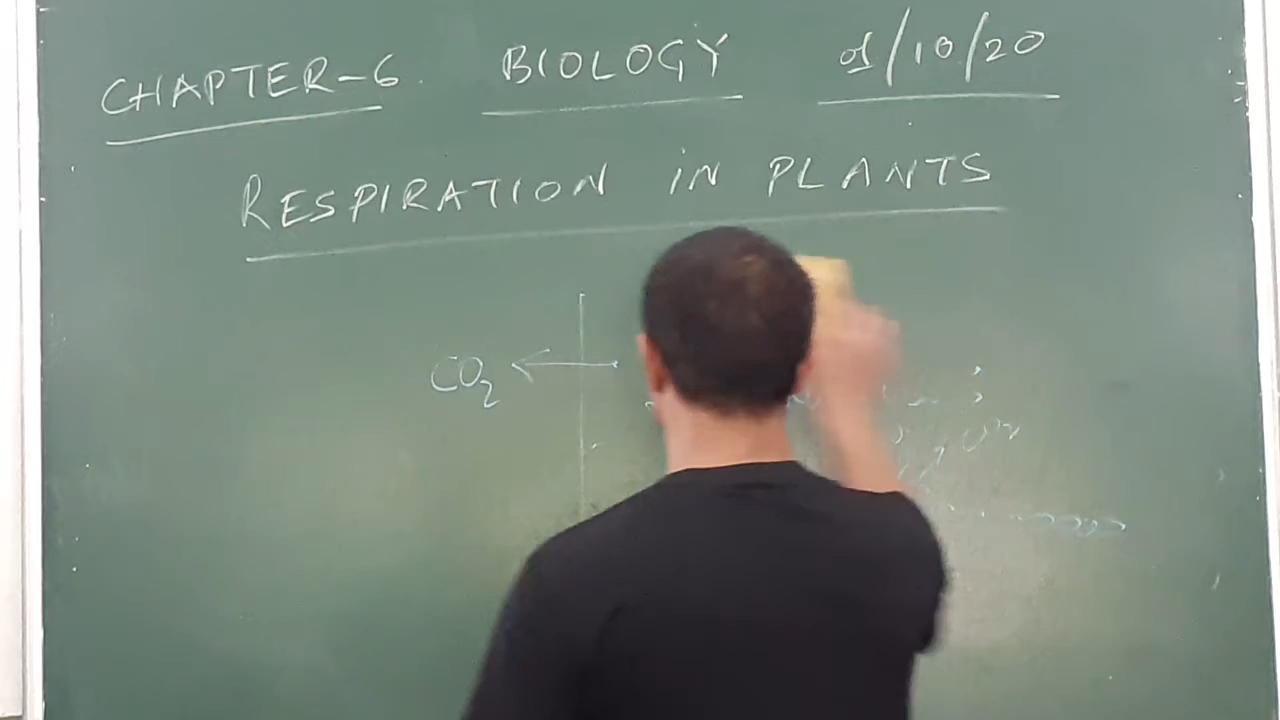 CHAPTER-6 BIOLOGY 01/10/20
RESPIRATION IN PLANTS
CO2